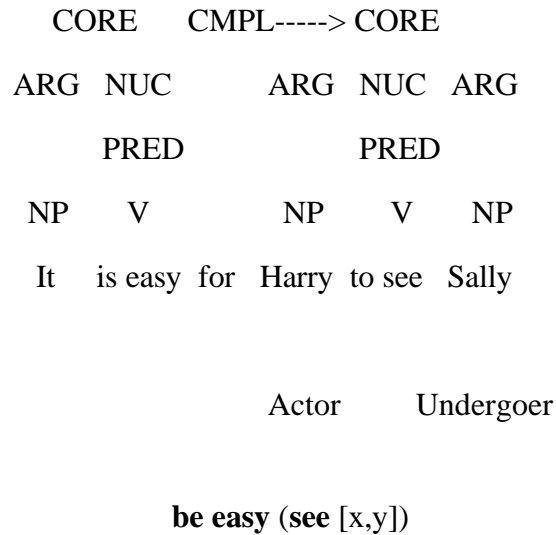 CORE CMPL-----> CORE
ARG NUC ARG NUC ARG
PRED PRED
NP V NP V NP
It is easy for Harry to see Sally
Actor Undergoer
be easy (see [x,y])